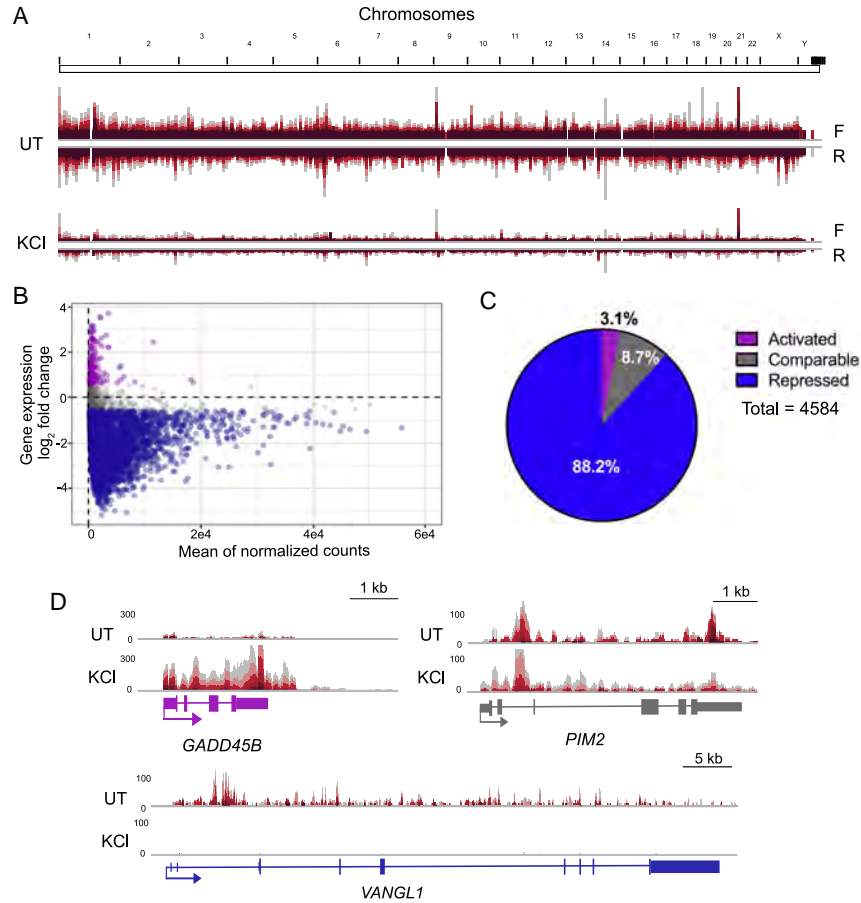 A
Chromosomes
1 2 3 4 5 6 7 8 9 10 11 12 13 14 15 16 17 18 19 20 21 22 X Y
UT
F
R
KCl
F
R
B
Gene expression
log2 fold change
4
2
0
-2
-4
0 2e4 4e4 6e4
Mean of normalized counts
C
3.1%
8.7%
88.2%
Activated
Comparable
Repressed
Total = 4584
D
1 kb
300
UT
0
300
KCl
0
GADD45B
1 kb
100
UT
0
100
KCl
0
PIM2
5 kb
100
UT
0
100
KCl
0
VANGL1